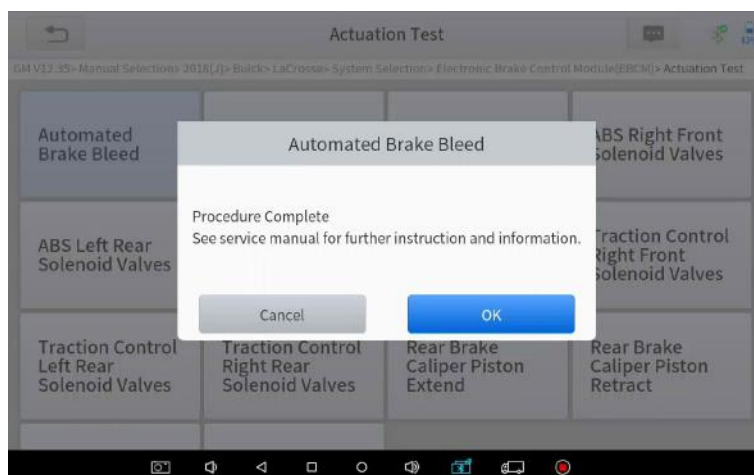 Actuation Test
GM V12.35> Manual Selection> 2018(J)> Buick> LaCrosse> System Selection> Electronic Brake Control Module(EBCM)> Actuation Test
Automated
Brake Bleed
ABS Right Front
Solenoid Valves
Automated Brake Bleed
Procedure Complete
See service manual for further instruction and information.
Cancel
OK
ABS Left Rear
Solenoid Valves
Traction Control
Right Front
Solenoid Valves
Traction Control
Left Rear
Solenoid Valves
Traction Control
Right Rear
Solenoid Valves
Rear Brake
Caliper Piston
Extend
Rear Brake
Caliper Piston
Retract